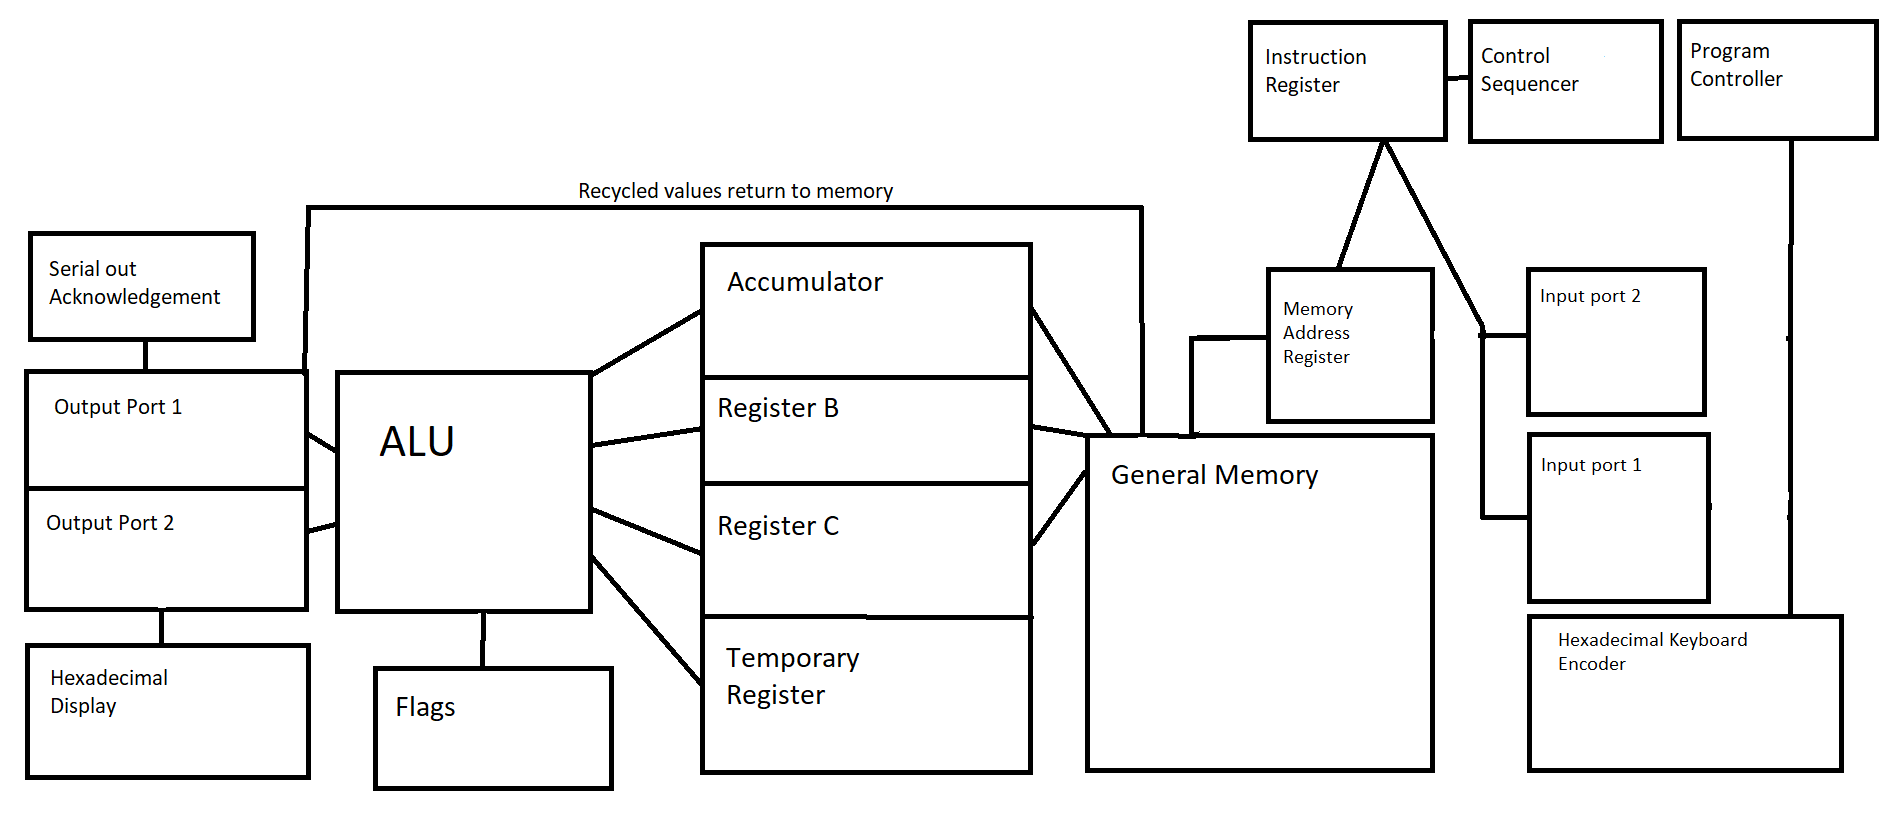 Instruction
Register
Control
Sequencer
Program
Controller
Recycled values return to memory
Serial out
Acknowledgement
Accumulator
Memory
Address
Register
Input port 2
Output Port 1
ALU
Register B
General Memory
Input port 1
Output Port 2
Register C
Hexadecimal Keyboard
Encoder
Hexadecimal
Display
Flags
Temporary
Register